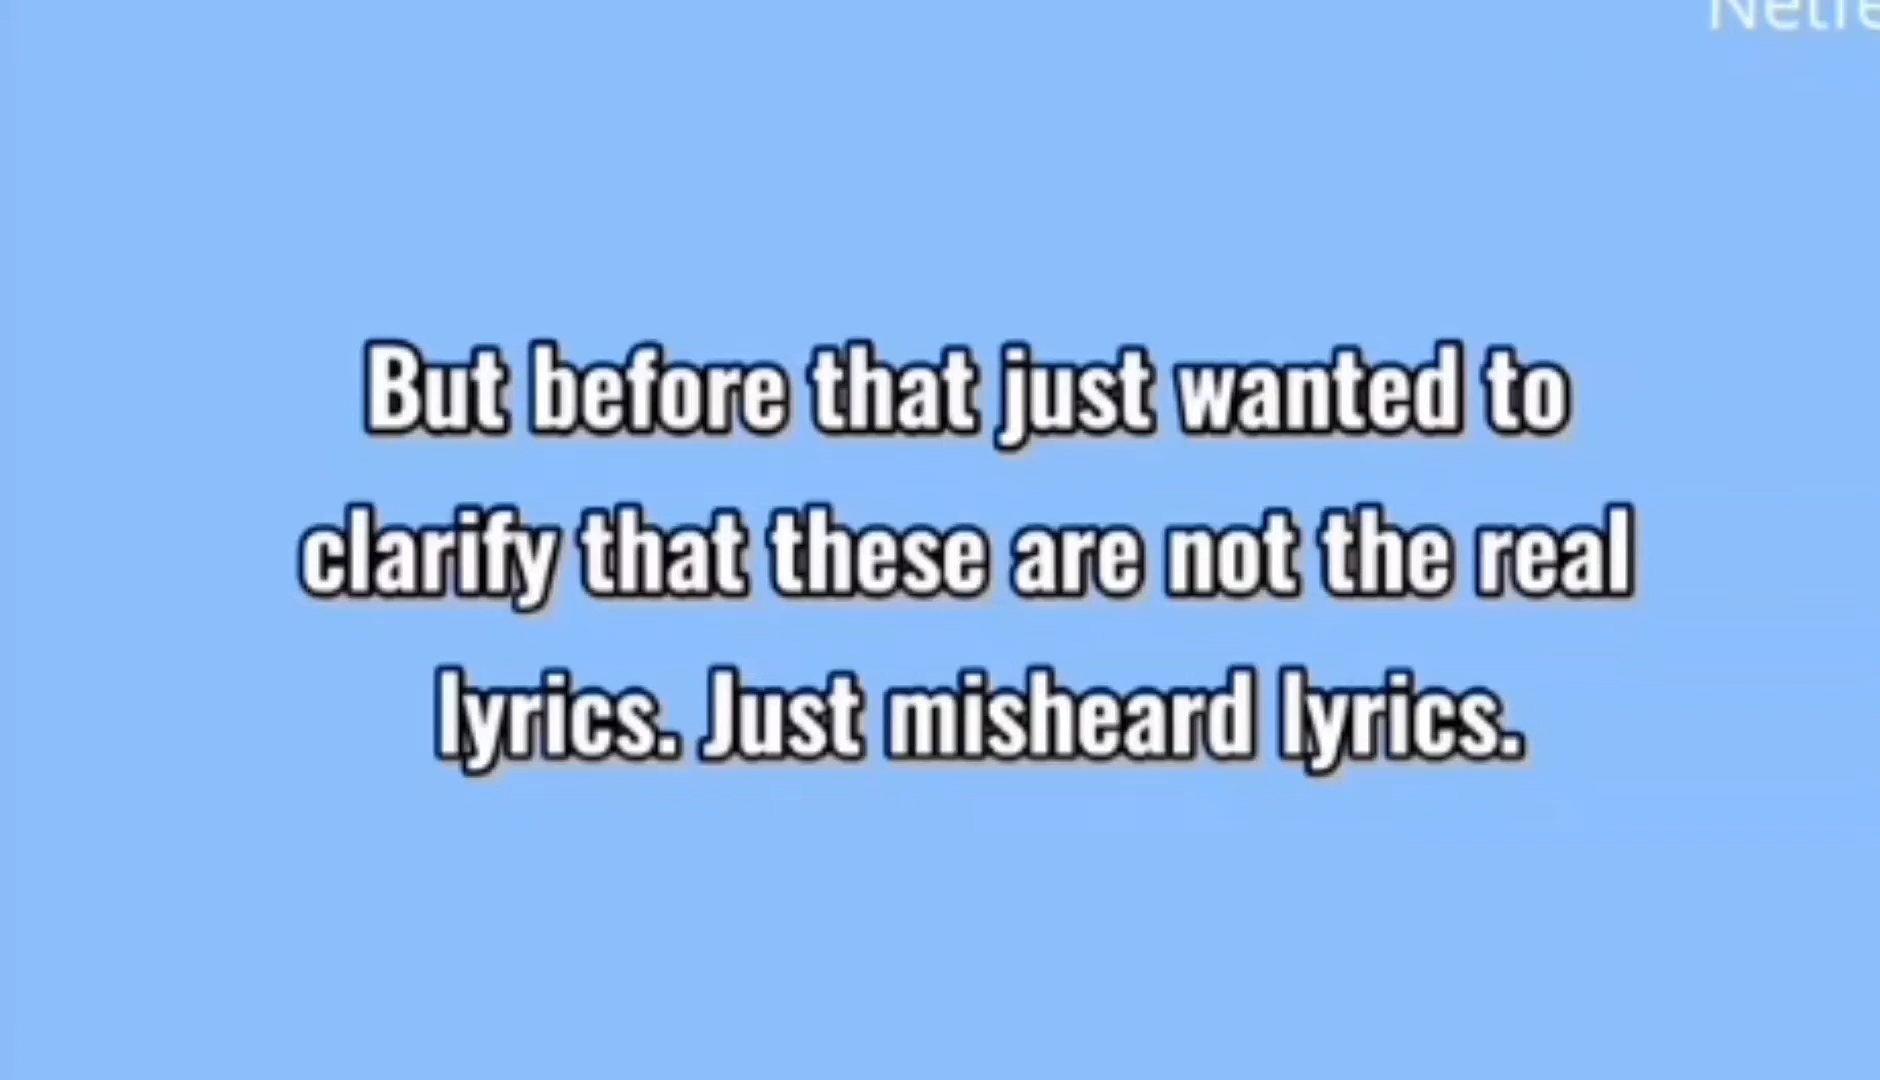 But before that just wanted to
clarify that these are not the real
lyrics. Just misheard lyrics.